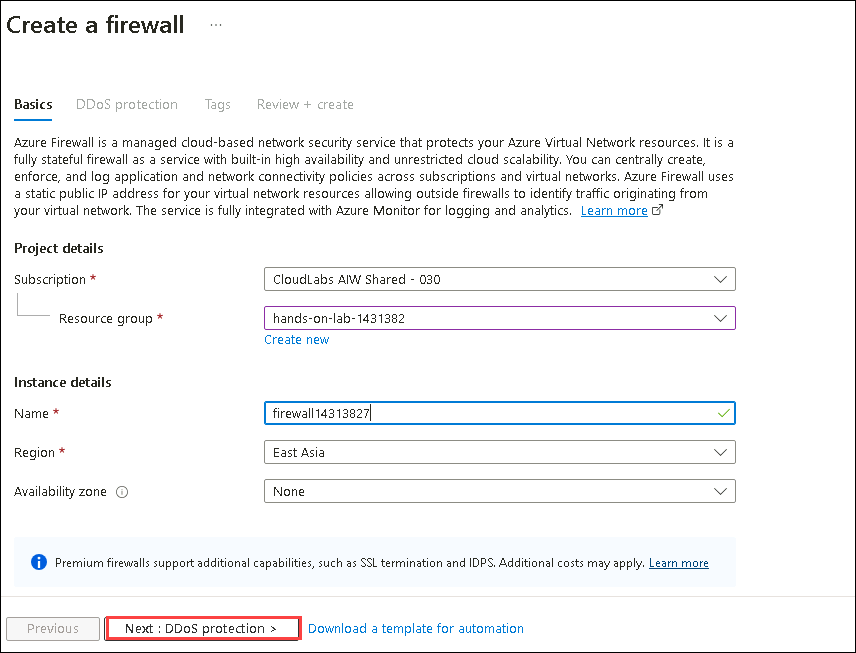 Create a firewall ...
Basics DDoS protection Tags Review + create
Azure Firewall is a managed cloud-based network security service that protects your Azure Virtual Network resources. It is a
fully stateful firewall as a service with built-in high availability and unrestricted cloud scalability. You can centrally create,
enforce, and log application and network connectivity policies across subscriptions and virtual networks. Azure Firewall uses
a static public IP address for your virtual network resources allowing outside firewalls to identify traffic originating from
your virtual network. The service is fully integrated with Azure Monitor for logging and analytics. Learn more
Project details
Subscription * CloudLabs AIW Shared - 030
Resource group * hands-on-lab-1431382
Create new
Instance details
Name * firewall14313827
Region * East Asia
Availability zone None
Premium firewalls support additional capabilities, such as SSL termination and IDPS. Additional costs may apply. Learn more
Previous Next : DDoS protection > Download a template for automation